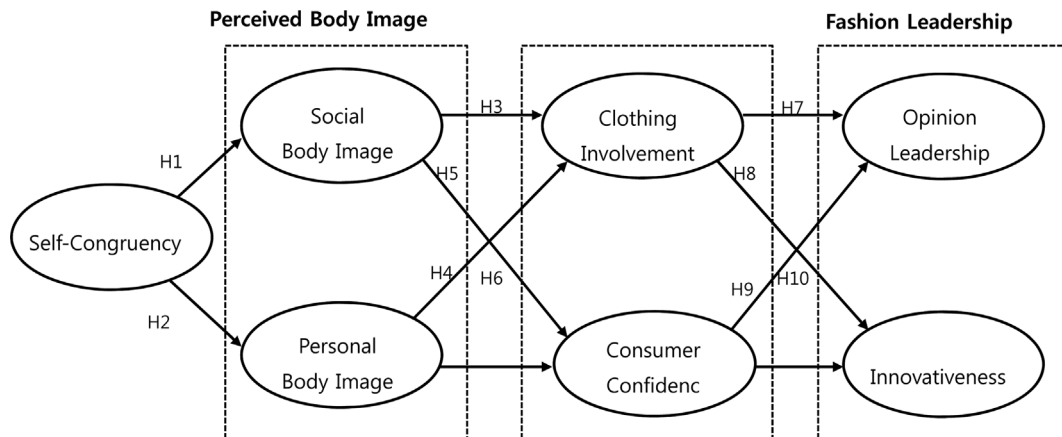 Perceived Body Image
Fashion Leadership
Social
Body Image
H3
Clothing
Involvement
H7
Opinion
Leadership
H1
H5
H8
Self-Congruency
H4
H6
H9
H10
H2
Personal
Body Image
Consumer
Confidenc
Innovativeness